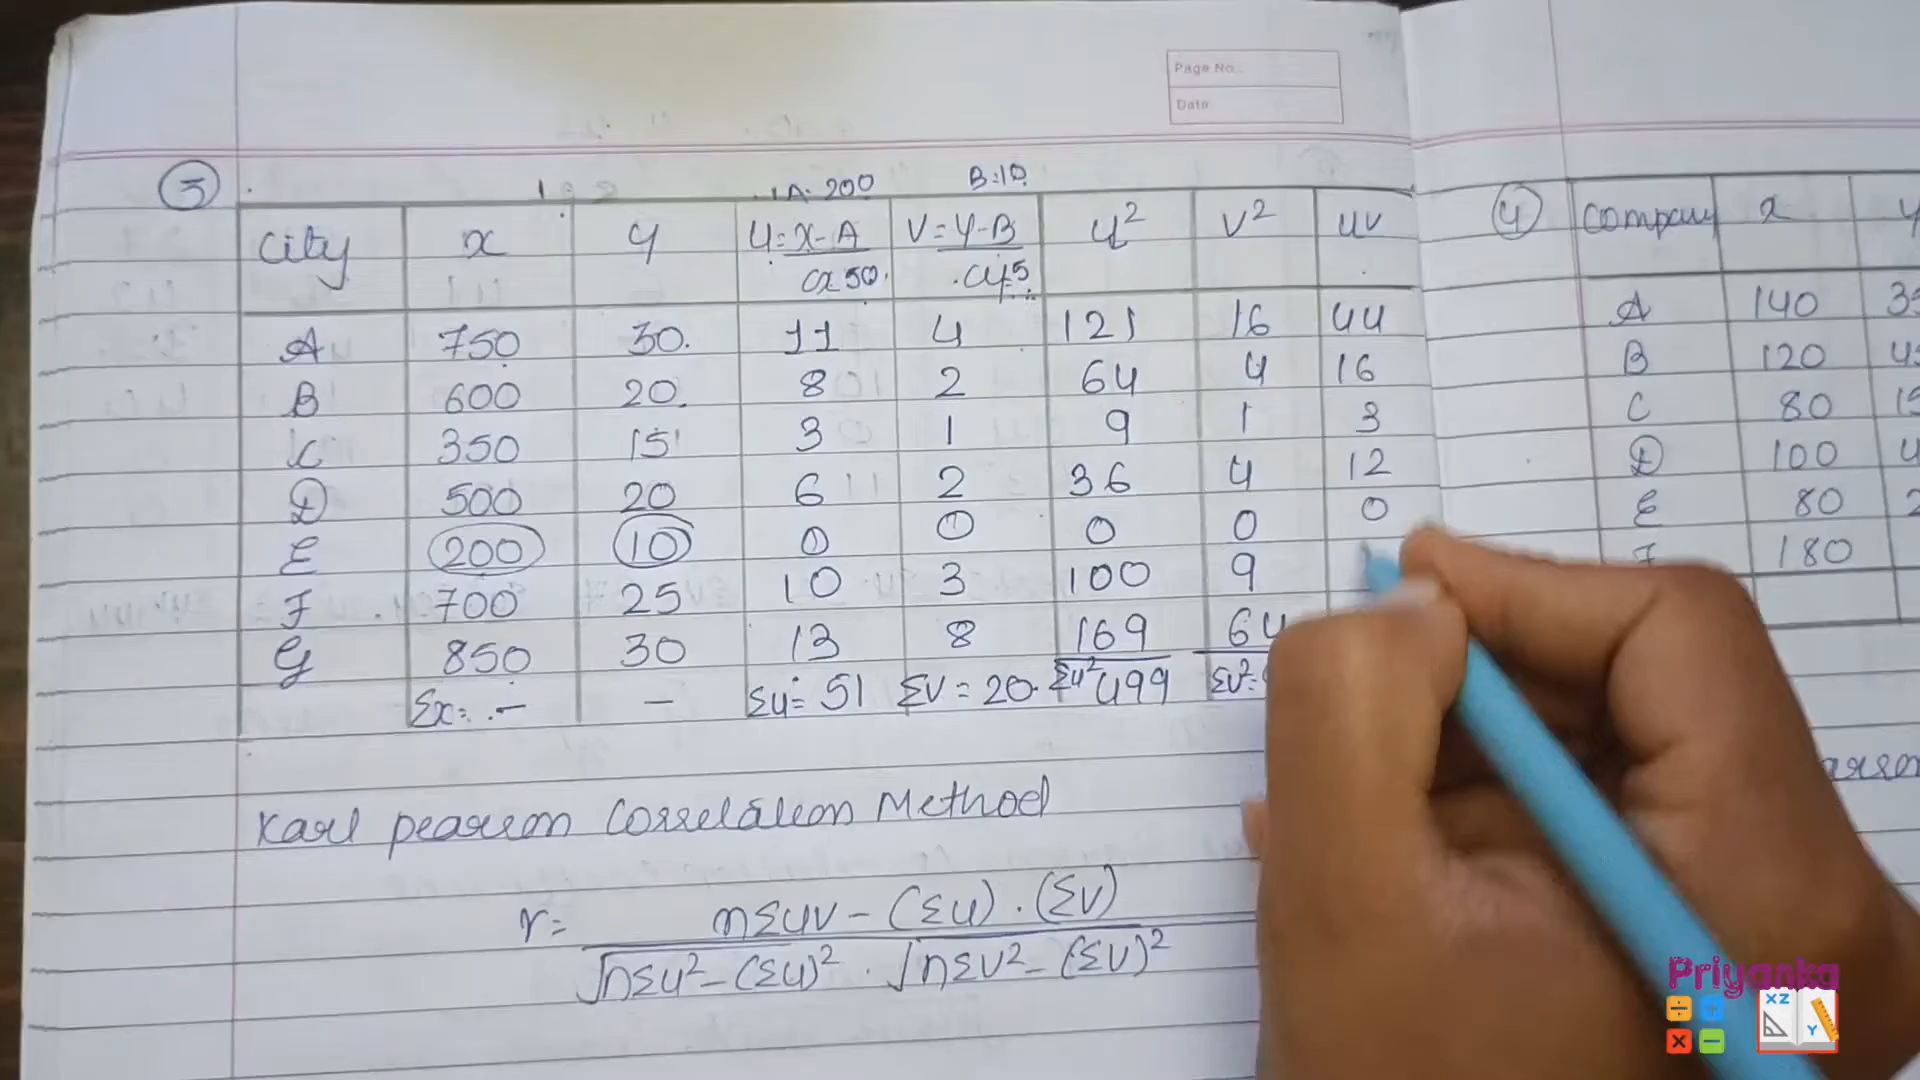 Page No..
Date
3
A: 200 B:10
City x y U=X-A V=Y-B U² V² UV
Cx 50 Cy5
A 750 30 11 4 121 16 44
B 600 20 8 2 64 4 16
C 350 15 3 1 9 1 3
D 500 20 6 2 36 4 12
E 200 10 0 0 0 0 0
F 700 25 10 3 100 9
G 850 30 13 8 169 64
Σx= - - Σu= 51 ΣV = 20. Σu² 499 Σv²=
Karl pearson Correlation Method
r= nΣuv - (Σu) . (Σv)
√nΣu² - (Σu)² . √nΣv² - (Σv)²
4 Company x y
A 140
B 120
C 80
D 100
E 80
F 180
Priyanka
XZ
Y